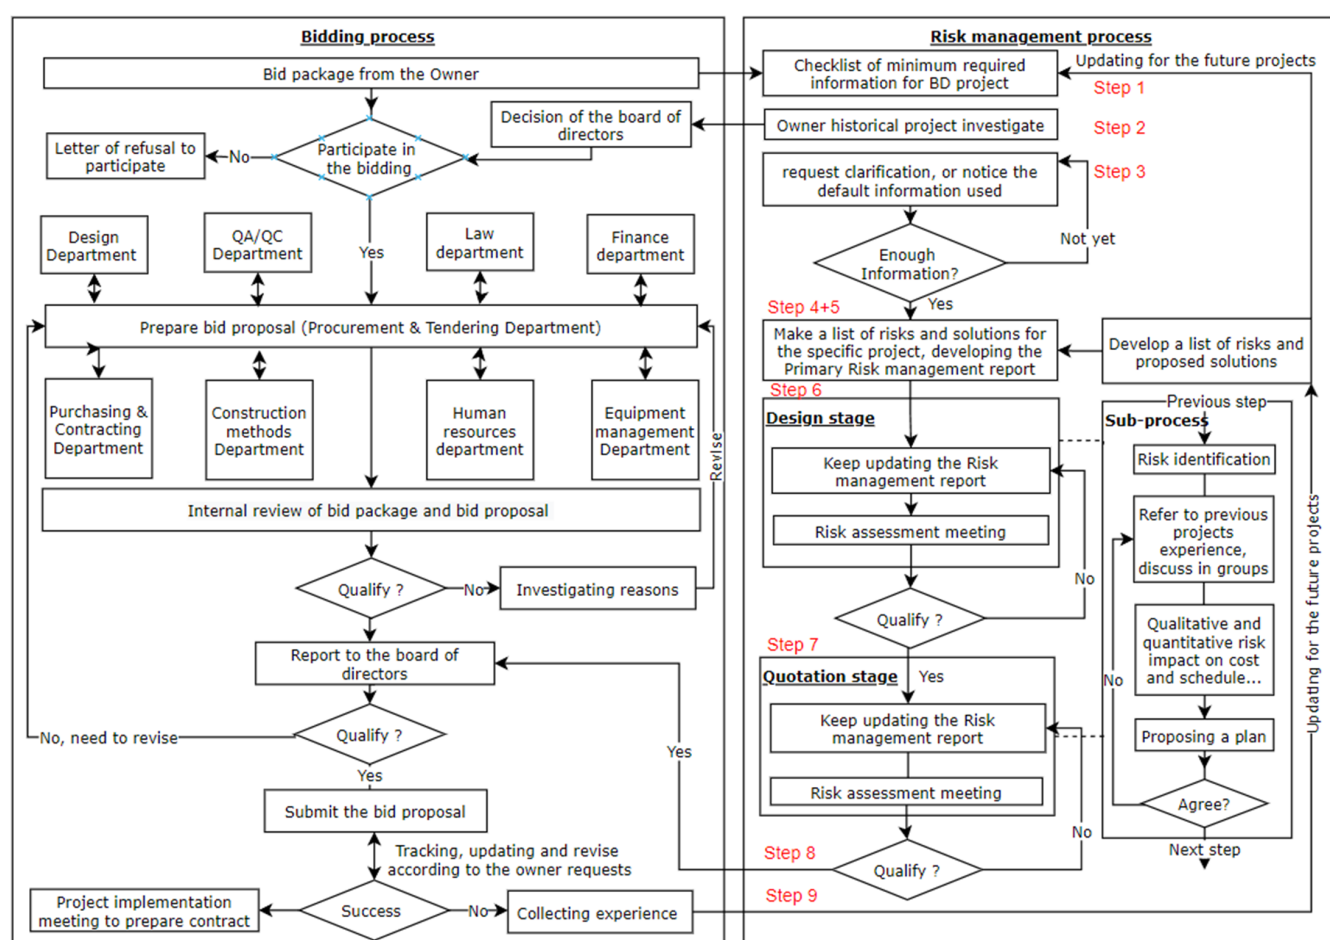 Bidding process
Bid package from the Owner
Decision of the board of
directors
Letter of refusal to
participate
No
Participate in
the bidding
Yes
Design
Department
QA/QC
Department
Law
department
Finance
department
Prepare bid proposal (Procurement & Tendering Department)
Purchasing &
Contracting
Department
Construction
methods
Department
Human
resources
department
Equipment
management
Department
Revise
Internal review of bid package and bid proposal
Qualify ?
No
Investigating reasons
Report to the board of
directors
No, need to revise
Qualify ?
Yes
Yes
Submit the bid proposal
Tracking, updating and revise
according to the owner requests
Project implementation
meeting to prepare contract
Success
No
Collecting experience
Risk management process
Checklist of minimum required
information for BD project
Updating for the future projects
Step 1
Owner historical project investigate
Step 2
request clarification, or notice the
default information used
Step 3
Not yet
Enough
Information?
Yes
Step 4+5
Make a list of risks and solutions for
the specific project, developing the
Primary Risk management report
Develop a list of risks and
proposed solutions
Step 6
Design stage
Keep updating the Risk
management report
Risk assessment meeting
No
Qualify ?
Step 7
Yes
Quotation stage
Keep updating the Risk
management report
Risk assessment meeting
No
Step 8
Qualify ?
Step 9
Previous step
Sub-process
Risk identification
Refer to previous
projects
experience,
discuss in groups
Qualitative and
quantitative risk
impact on cost
and schedule...
No
Proposing a plan
Agree?
Next step
Updating for the future projects